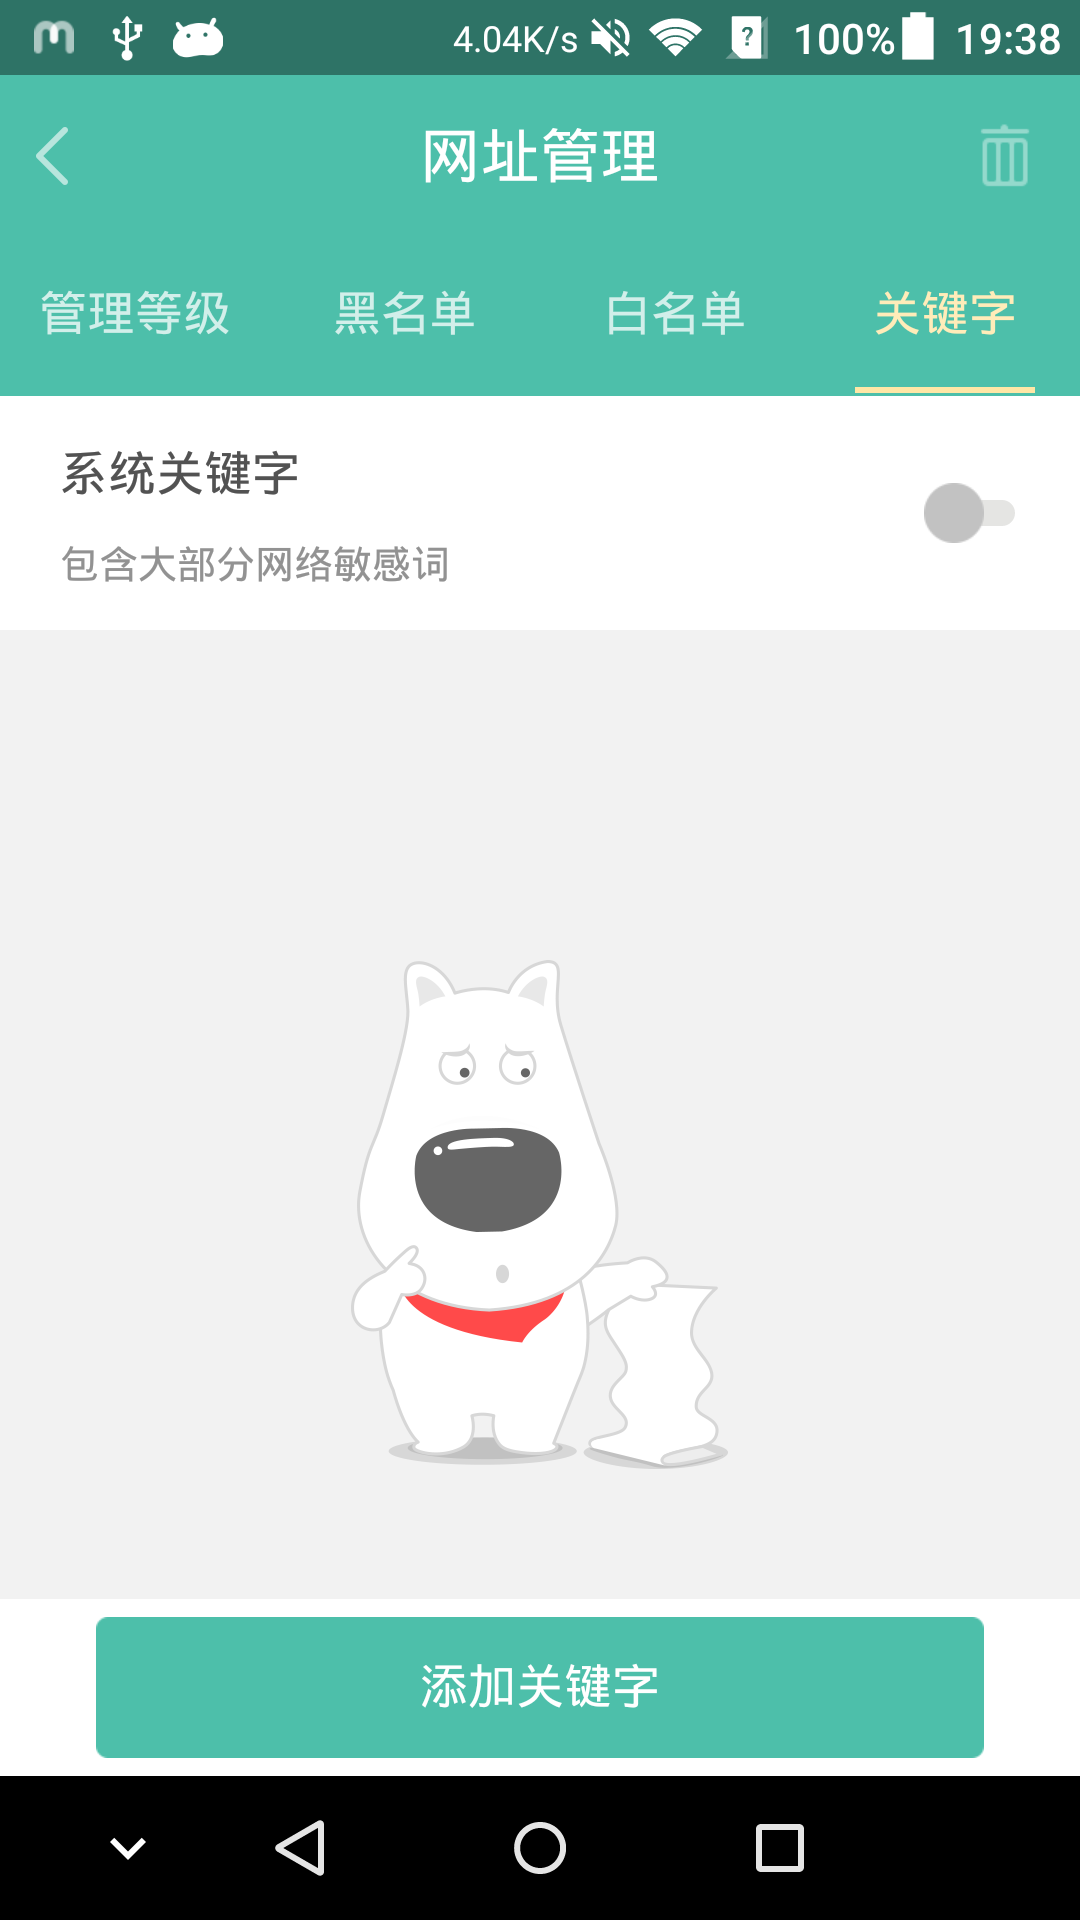 4.04K/s 100% 19:38
网址管理
管理等级 黑名单 白名单 关键字
系统关键字
包含大部分网络敏感词
添加关键字